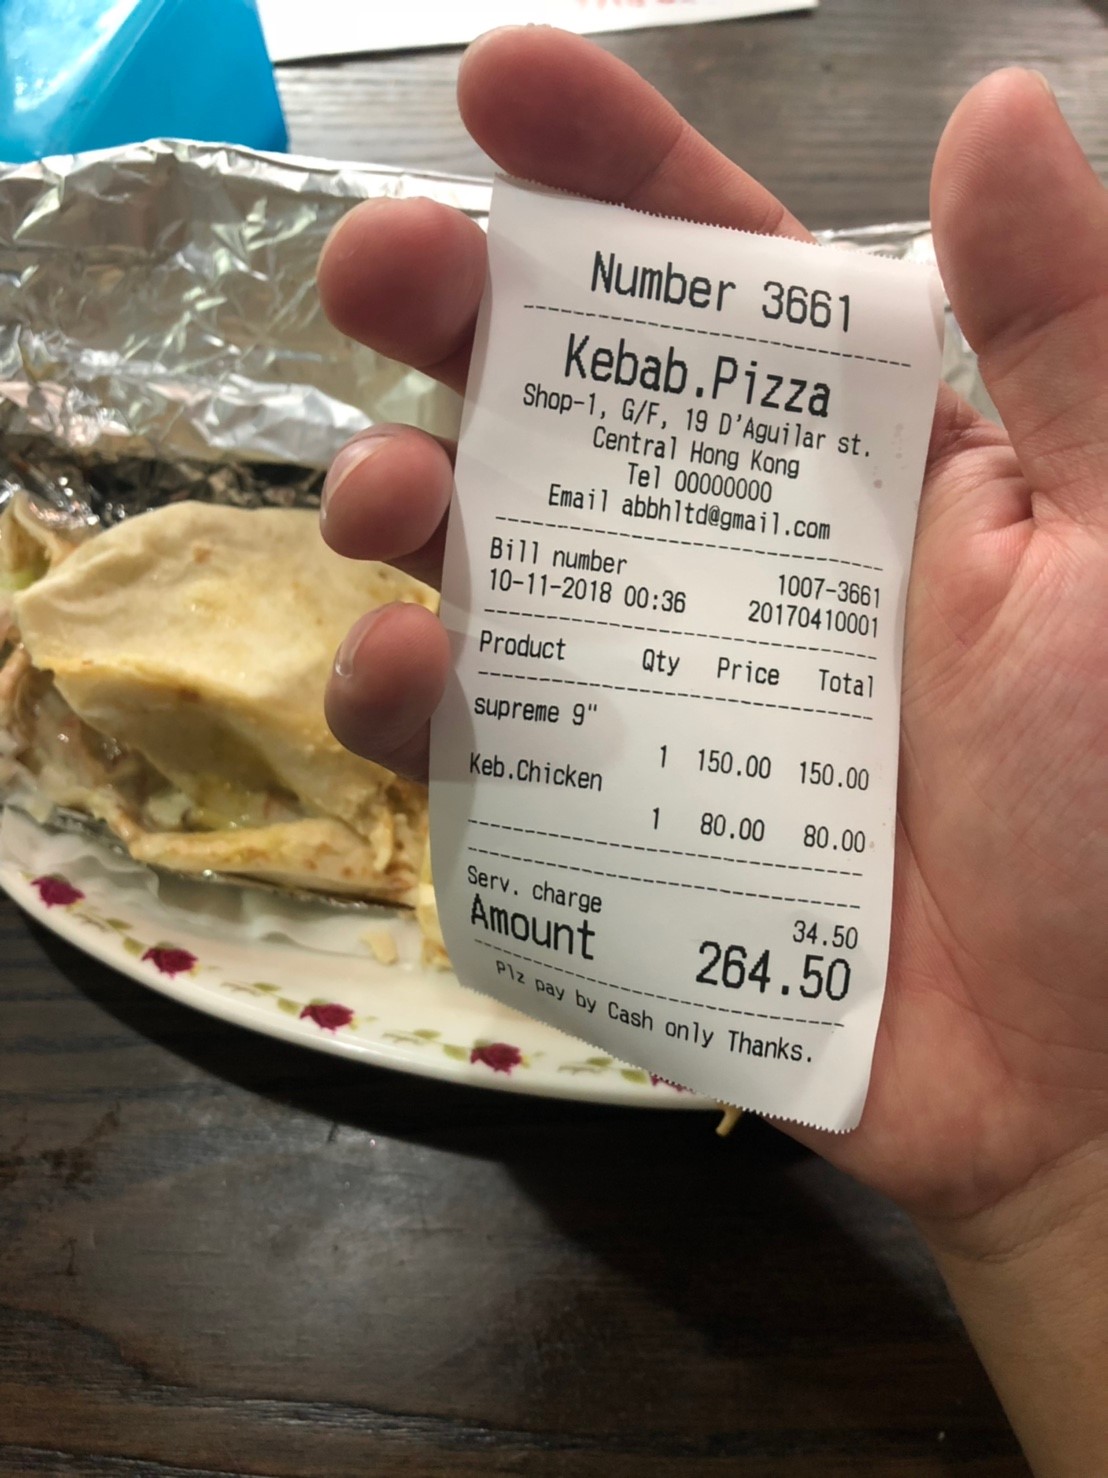 Number 3661
Kebab.Pizza
Shop-1, G/F, 19 D'Aguilar st.
Central Hong Kong
Tel 00000000
Email abbhltd@gmail.com
Bill number 1007-3661
10-11-2018 00:36 20170410001
Product Qty Price Total
supreme 9"
1 150.00 150.00
Keb.Chicken
1 80.00 80.00
Serv. charge 34.50
Amount 264.50
Plz pay by Cash only Thanks.